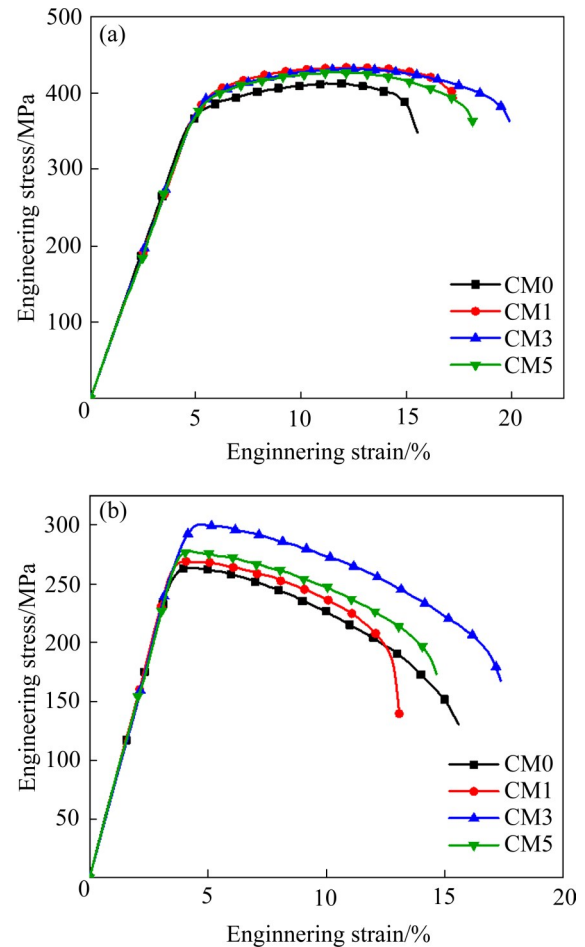 (a)
500
400
300
200
100
0
5
10
15
20
Engineering stress/MPa
Enginnering strain/%
CM0
CM1
CM3
CM5
(b)
300
250
200
150
100
50
0
5
10
15
20
Engineering stress/MPa
Enginnering strain/%
CM0
CM1
CM3
CM5